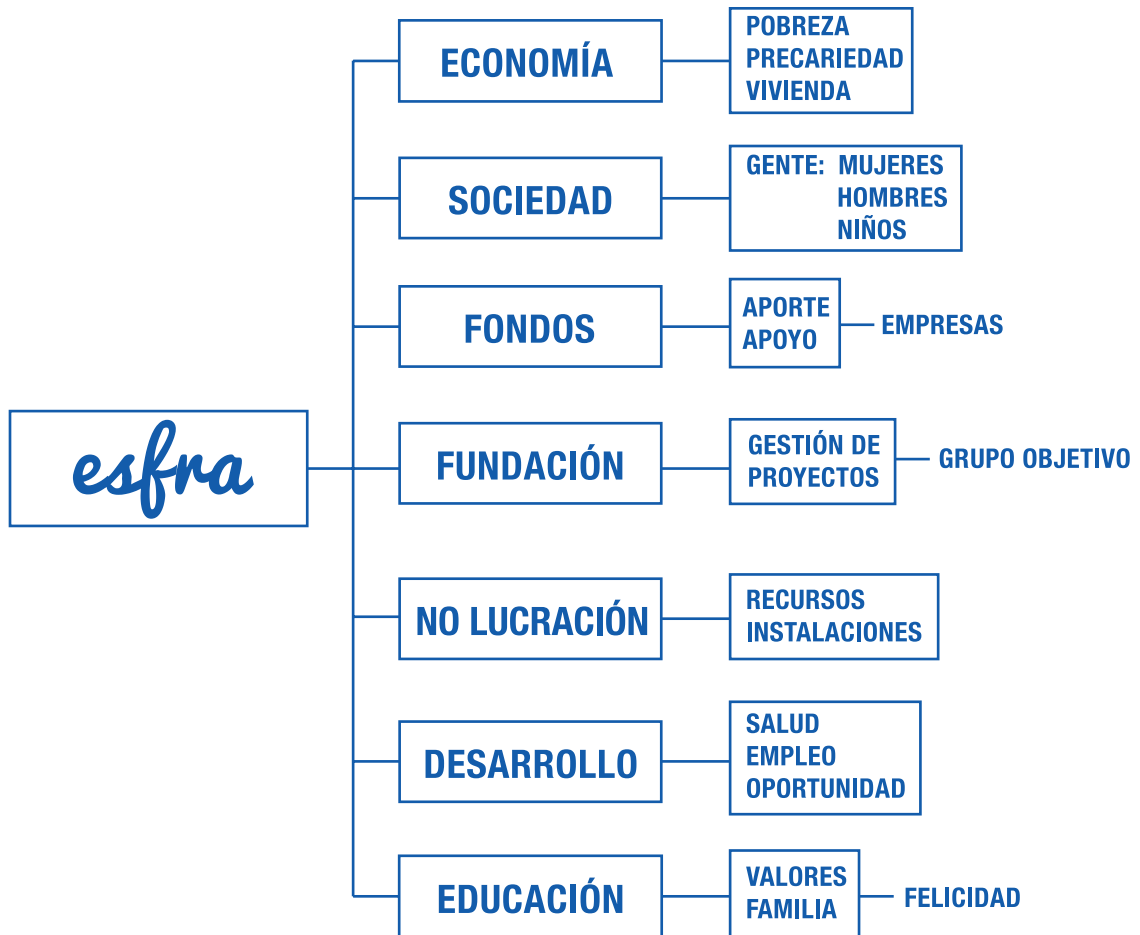 esfra
ECONOMÍA
POBREZA
PRECARIEDAD
VIVIENDA
SOCIEDAD
GENTE: MUJERES
HOMBRES
NIÑOS
FONDOS
APORTE
APOYO
EMPRESAS
FUNDACIÓN
GESTIÓN DE
PROYECTOS
GRUPO OBJETIVO
NO LUCRACIÓN
RECURSOS
INSTALACIONES
DESARROLLO
SALUD
EMPLEO
OPORTUNIDAD
EDUCACIÓN
VALORES
FAMILIA
FELICIDAD